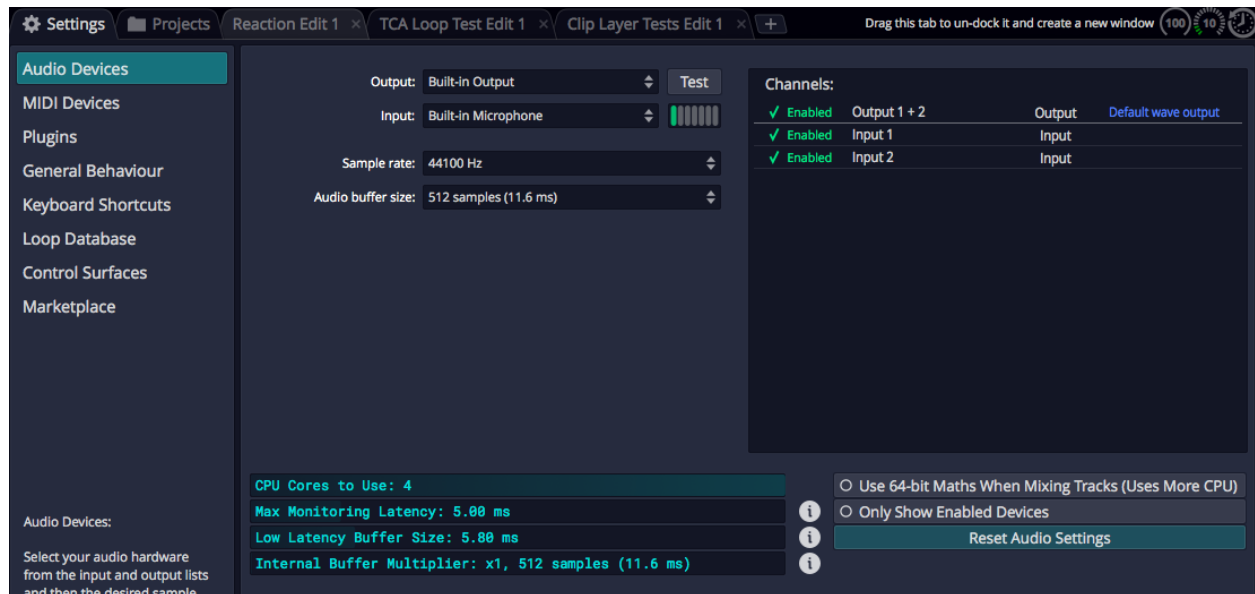 Settings
Projects
Reaction Edit 1 ×
TCA Loop Test Edit 1 ×
Clip Layer Tests Edit 1 ×
+
Drag this tab to un-dock it and create a new window
100
10
Audio Devices
MIDI Devices
Plugins
General Behaviour
Keyboard Shortcuts
Loop Database
Control Surfaces
Marketplace
Audio Devices:
Select your audio hardware
from the input and output lists
and then the desired sample
Output: Built-in Output
Test
Input: Built-in Microphone
Sample rate: 44100 Hz
Audio buffer size: 512 samples (11.6 ms)
Channels:
✓ Enabled Output 1 + 2 Output Default wave output
✓ Enabled Input 1 Input
✓ Enabled Input 2 Input
CPU Cores to Use: 4
Max Monitoring Latency: 5.00 ms
Low Latency Buffer Size: 5.80 ms
Internal Buffer Multiplier: x1, 512 samples (11.6 ms)
i
i
i
Use 64-bit Maths When Mixing Tracks (Uses More CPU)
Only Show Enabled Devices
Reset Audio Settings